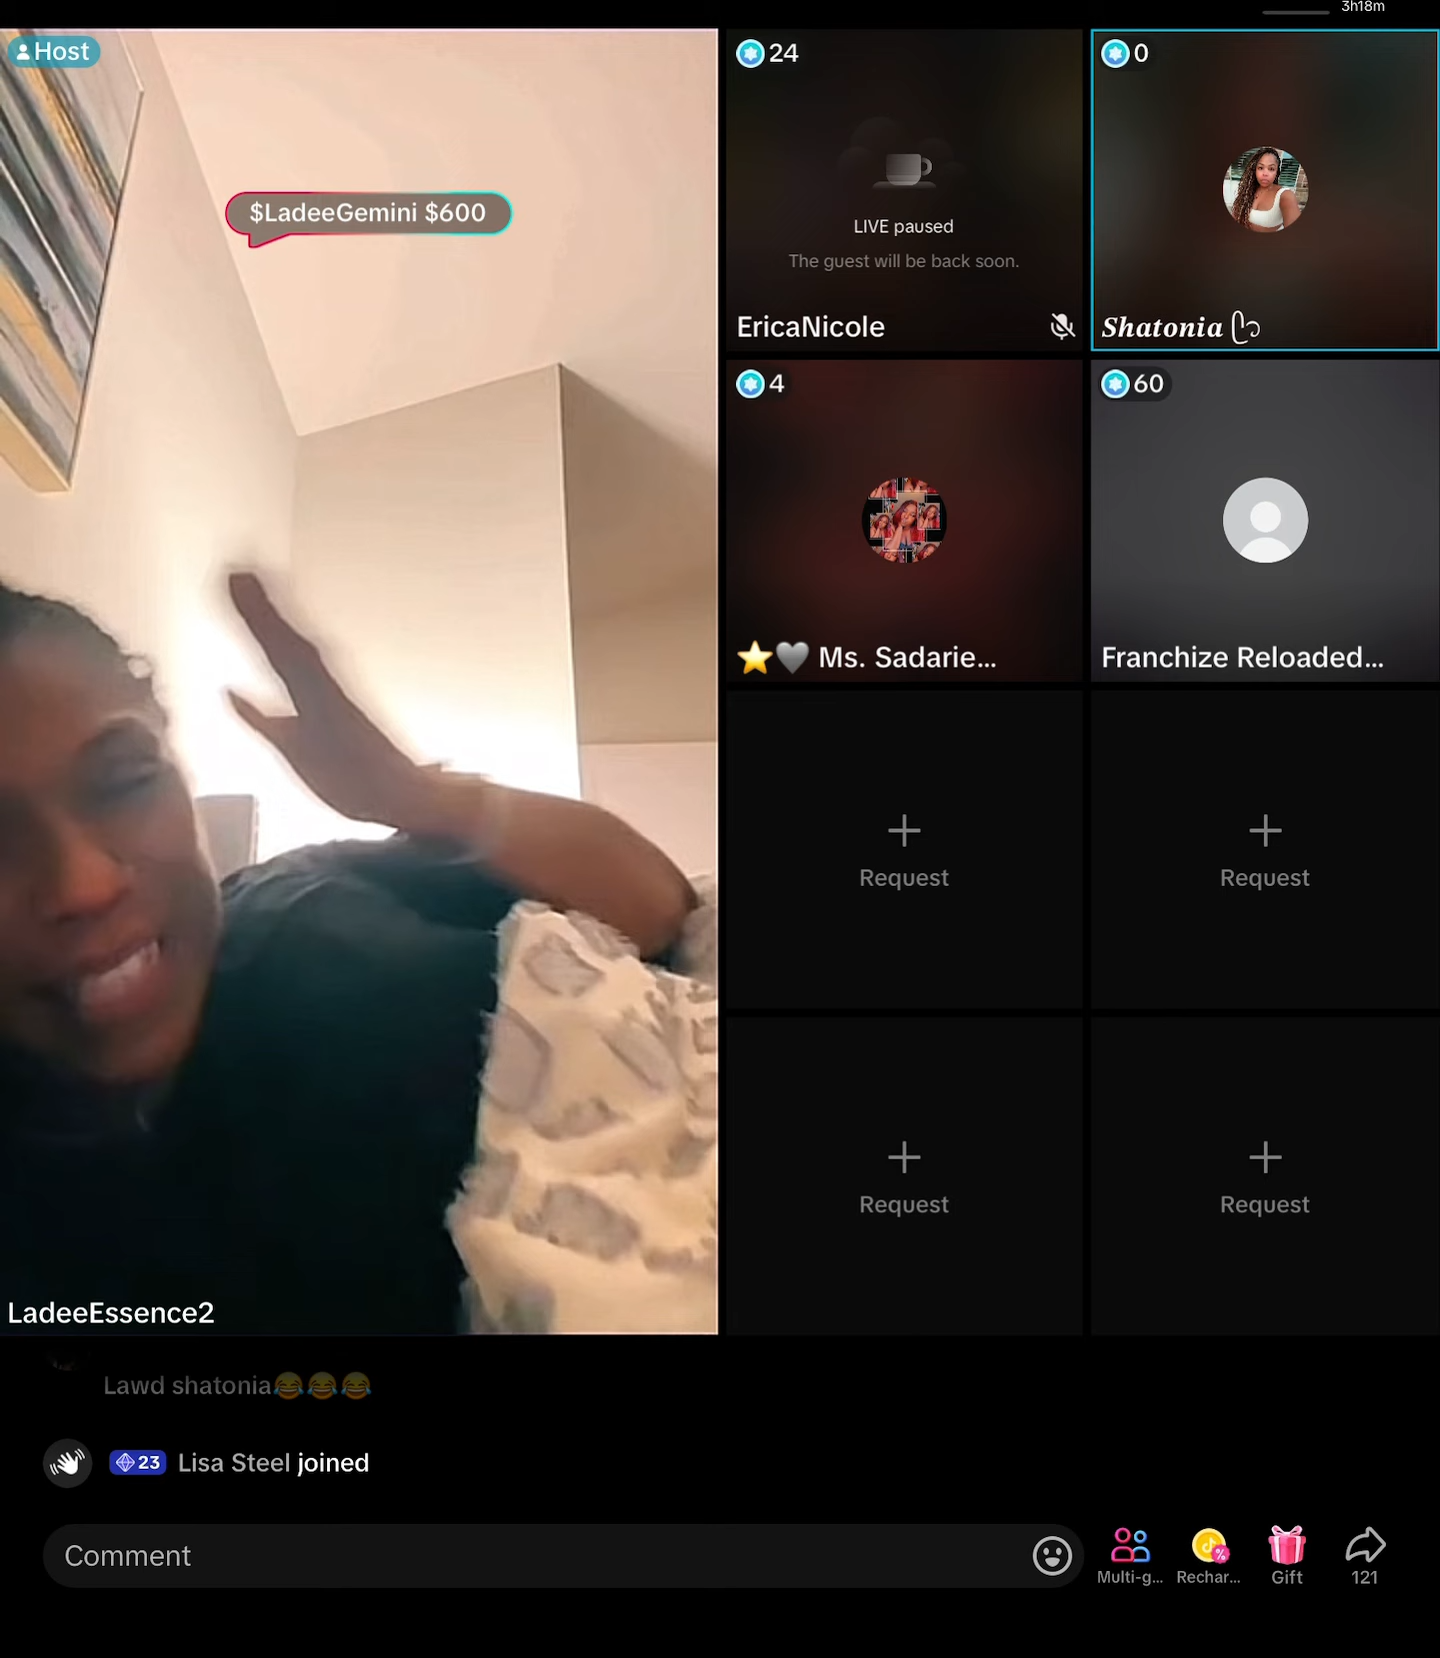 3h18m
Host
$LadeeGemini $600
LadeeEssence2
24
LIVE paused
The guest will be back soon.
EricaNicole
0
Shatonia
4
⭐🩶 Ms. Sadarie...
60
Franchize Reloaded...
Request
Request
Request
Request
Lawd shatonia😂😂😂
23 Lisa Steel joined
Comment
Multi-g...
Rechar...
Gift
121